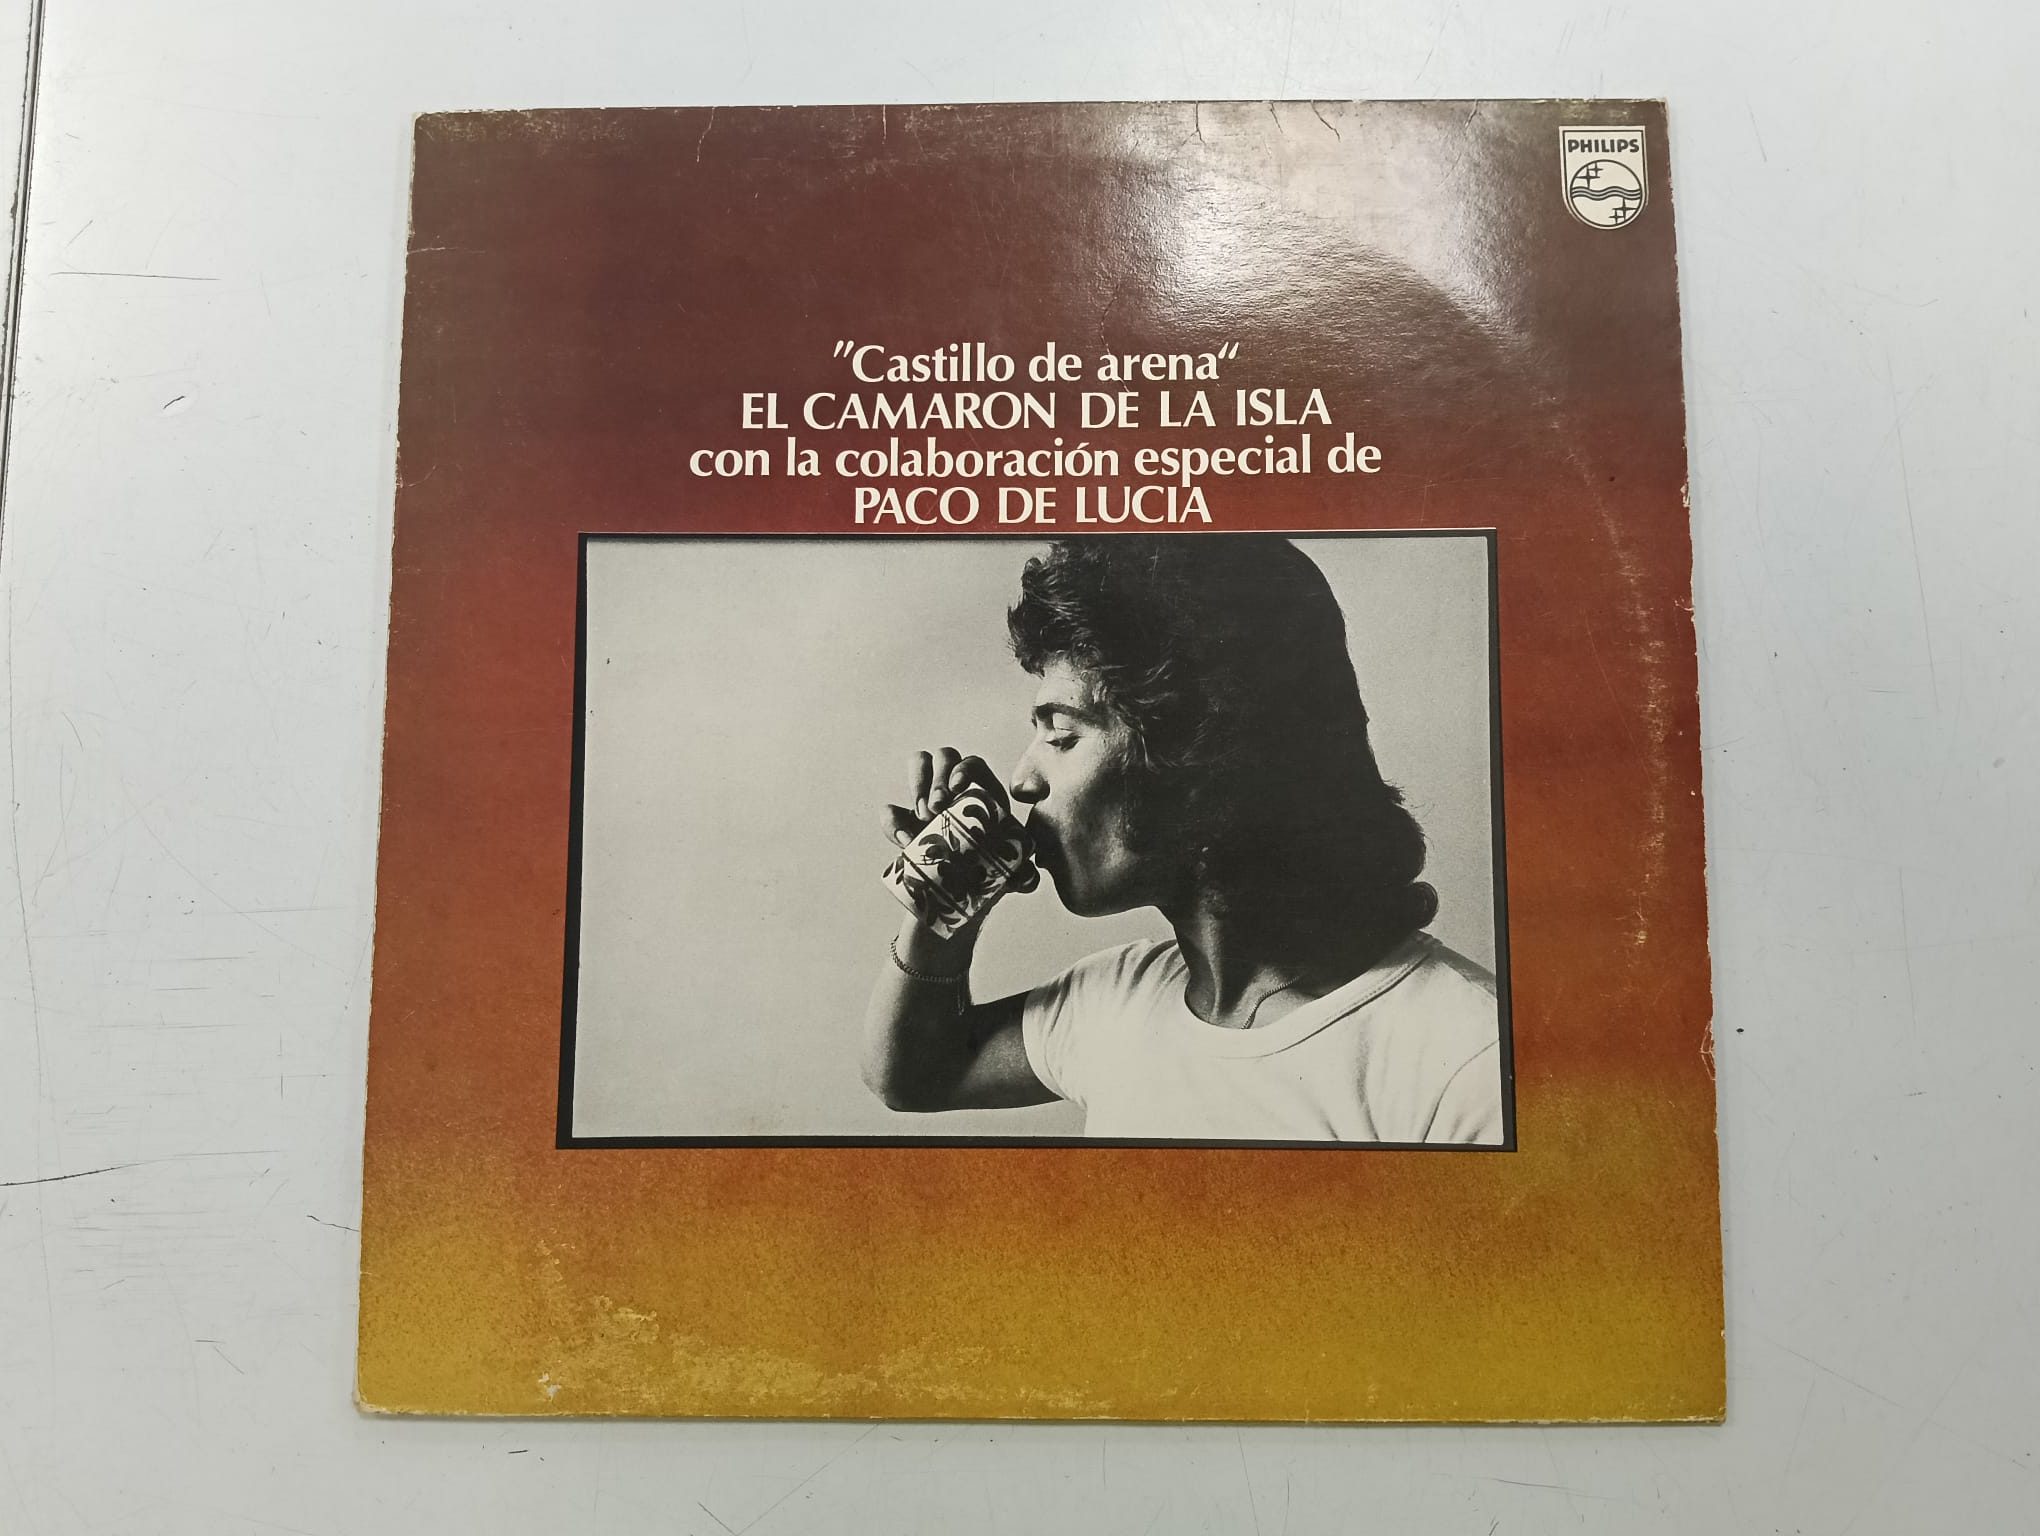 PHILIPS
"Castillo de arena“
EL CAMARON DE LA ISLA
con la colaboración especial de
PACO DE LUCIA